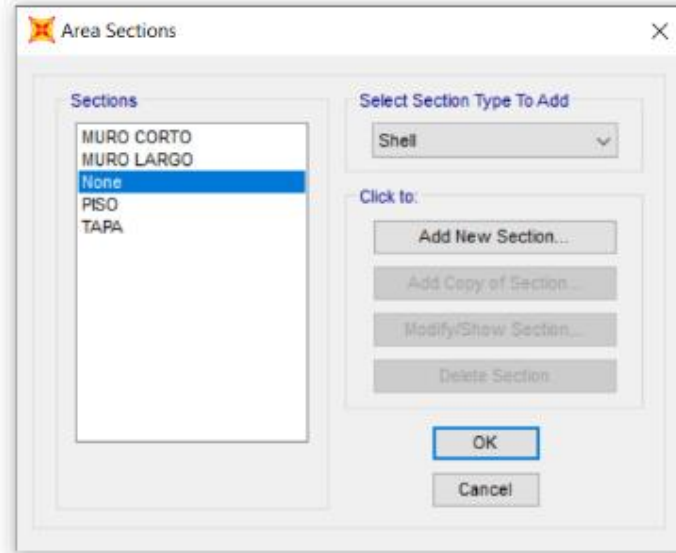 Area Sections
Sections
MURO CORTO
MURO LARGO
None
PISO
TAPA
Select Section Type To Add
Shell
Click to:
Add New Section...
Add Copy of Section...
Modify/Show Section...
Delete Section
OK
Cancel